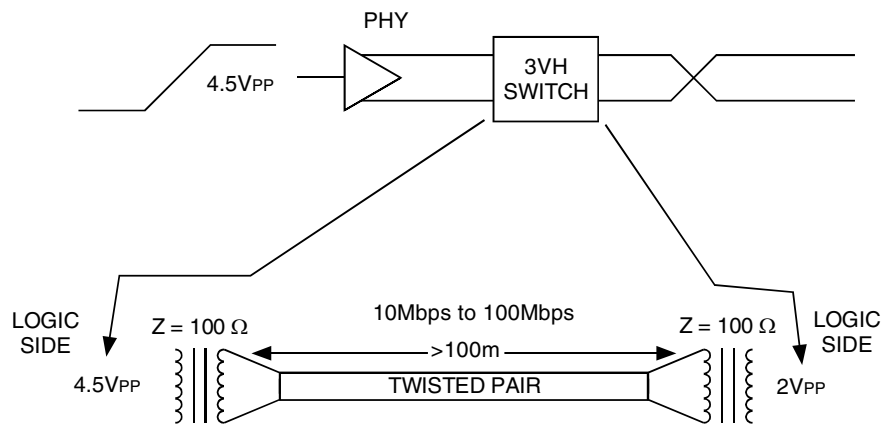 PHY
4.5VPP
3VH
SWITCH
10Mbps to 100Mbps
LOGIC
SIDE
Z = 100 Ω
>100m
Z = 100 Ω
LOGIC
SIDE
4.5VPP
TWISTED PAIR
2VPP